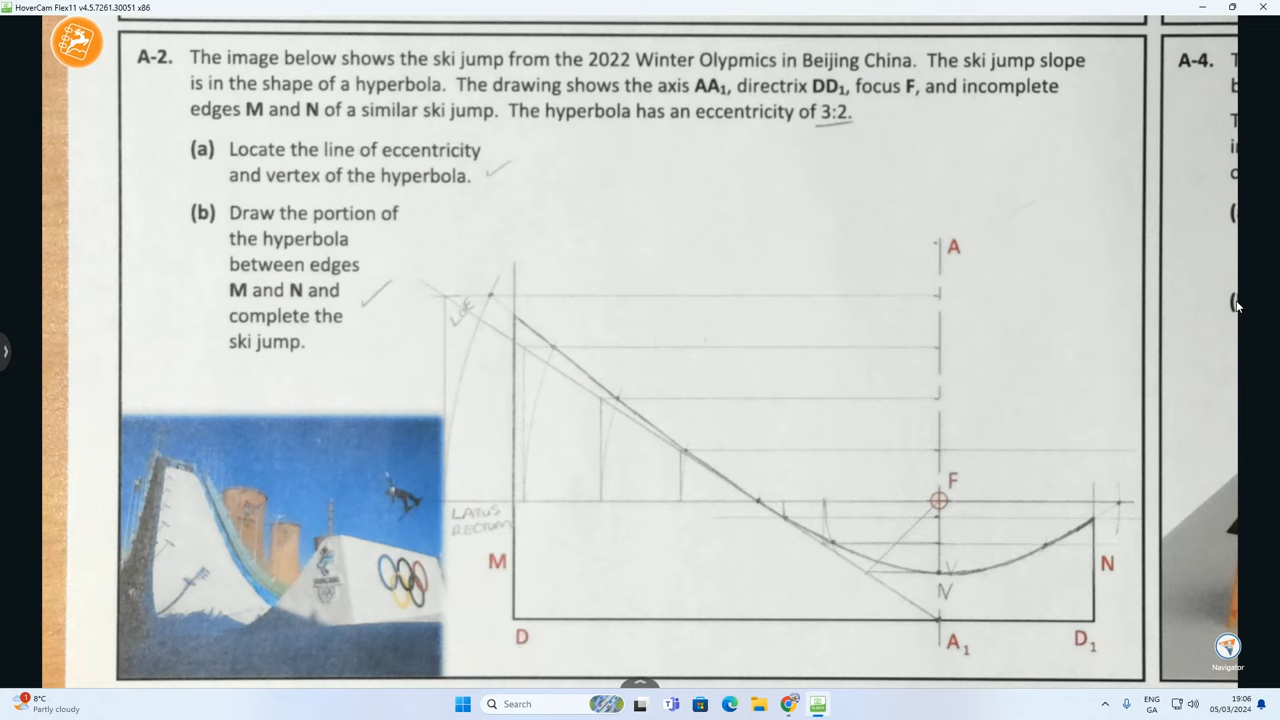 HoverCam Flex11 v4.5.7261.30051 x86
A-2. The image below shows the ski jump from the 2022 Winter Olypmics in Beijing China. The ski jump slope
is in the shape of a hyperbola. The drawing shows the axis AA₁, directrix DD₁, focus F, and incomplete
edges M and N of a similar ski jump. The hyperbola has an eccentricity of 3:2.
(a) Locate the line of eccentricity
and vertex of the hyperbola.
(b) Draw the portion of
the hyperbola
between edges
M and N and
complete the
ski jump.
A-4.
A
LOE
F
LATUS
RECTUM
M
V
N
N
D
A₁
D₁
Navigator
8°C
Partly cloudy
Search
ENG
GA
19:06
05/03/2024